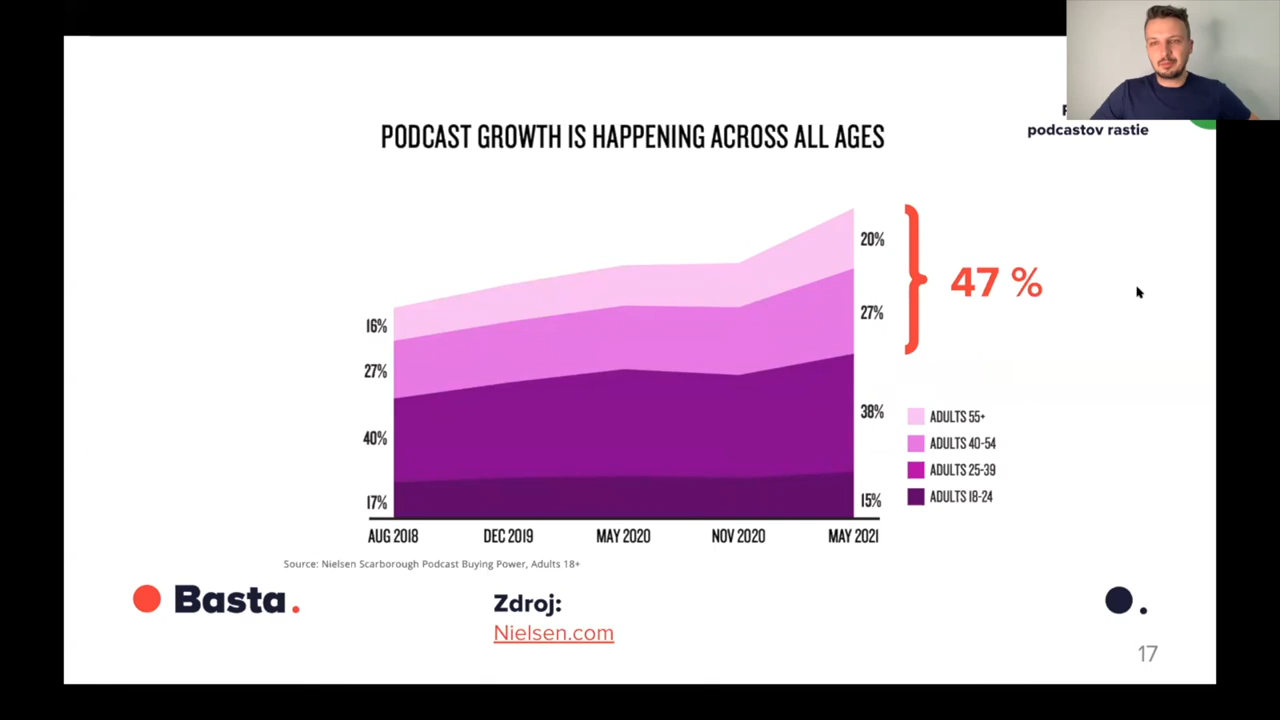 PODCAST GROWTH IS HAPPENING ACROSS ALL AGES
podcastov rastie
20%
47 %
16%
27%
27%
38%
40%
ADULTS 55+
ADULTS 40-54
ADULTS 25-39
ADULTS 18-24
17%
15%
AUG 2018
DEC 2019
MAY 2020
NOV 2020
MAY 2021
Source: Nielsen Scarborough Podcast Buying Power, Adults 18+
Basta.
Zdroj:
Nielsen.com
17